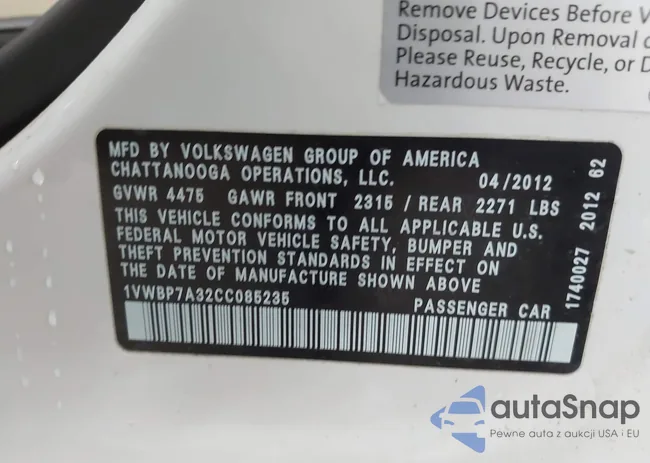 Remove Devices Before V
Disposal. Upon Removal
Please Reuse, Recycle, or D
Hazardous Waste.
MFD BY VOLKSWAGEN GROUP OF AMERICA
CHATTANOOGA OPERATIONS, LLC. 04/2012
GVWR 4475 GAWR FRONT 2315 / REAR 2271 LBS
THIS VEHICLE CONFORMS TO ALL APPLICABLE U.S.
FEDERAL MOTOR VEHICLE SAFETY, BUMPER AND
THEFT PREVENTION STANDARDS IN EFFECT ON
THE DATE OF MANUFACTURE SHOWN ABOVE
1VWBP7A32CC085235 PASSENGER CAR
1740027 2012 62
autaSnap
Pewne auta z aukcji USA i EU